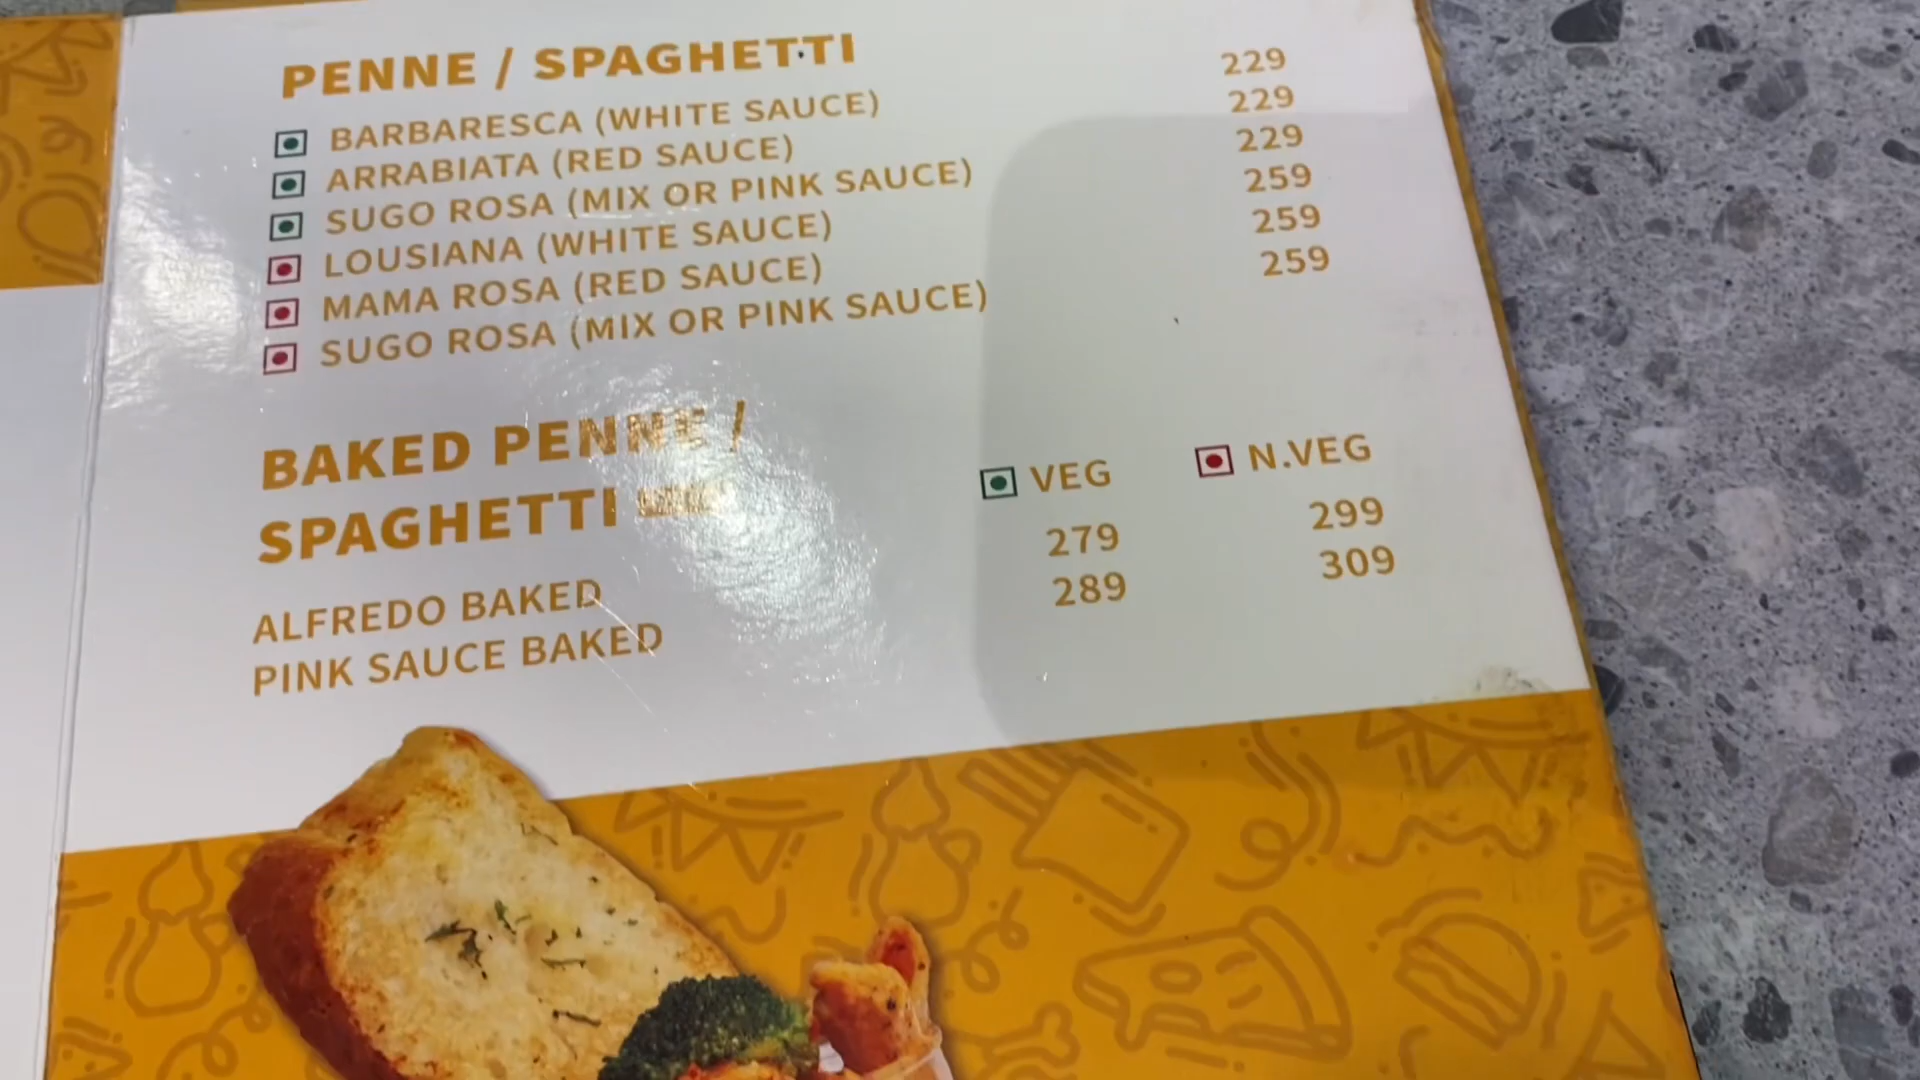 PENNE / SPAGHETTI
BARBARESCA (WHITE SAUCE) 229
ARRABIATA (RED SAUCE) 229
SUGO ROSA (MIX OR PINK SAUCE) 229
LOUSIANA (WHITE SAUCE) 259
MAMA ROSA (RED SAUCE) 259
SUGO ROSA (MIX OR PINK SAUCE) 259
BAKED PENNE /
SPAGHETTI
VEG N.VEG
ALFREDO BAKED 279 299
PINK SAUCE BAKED 289 309